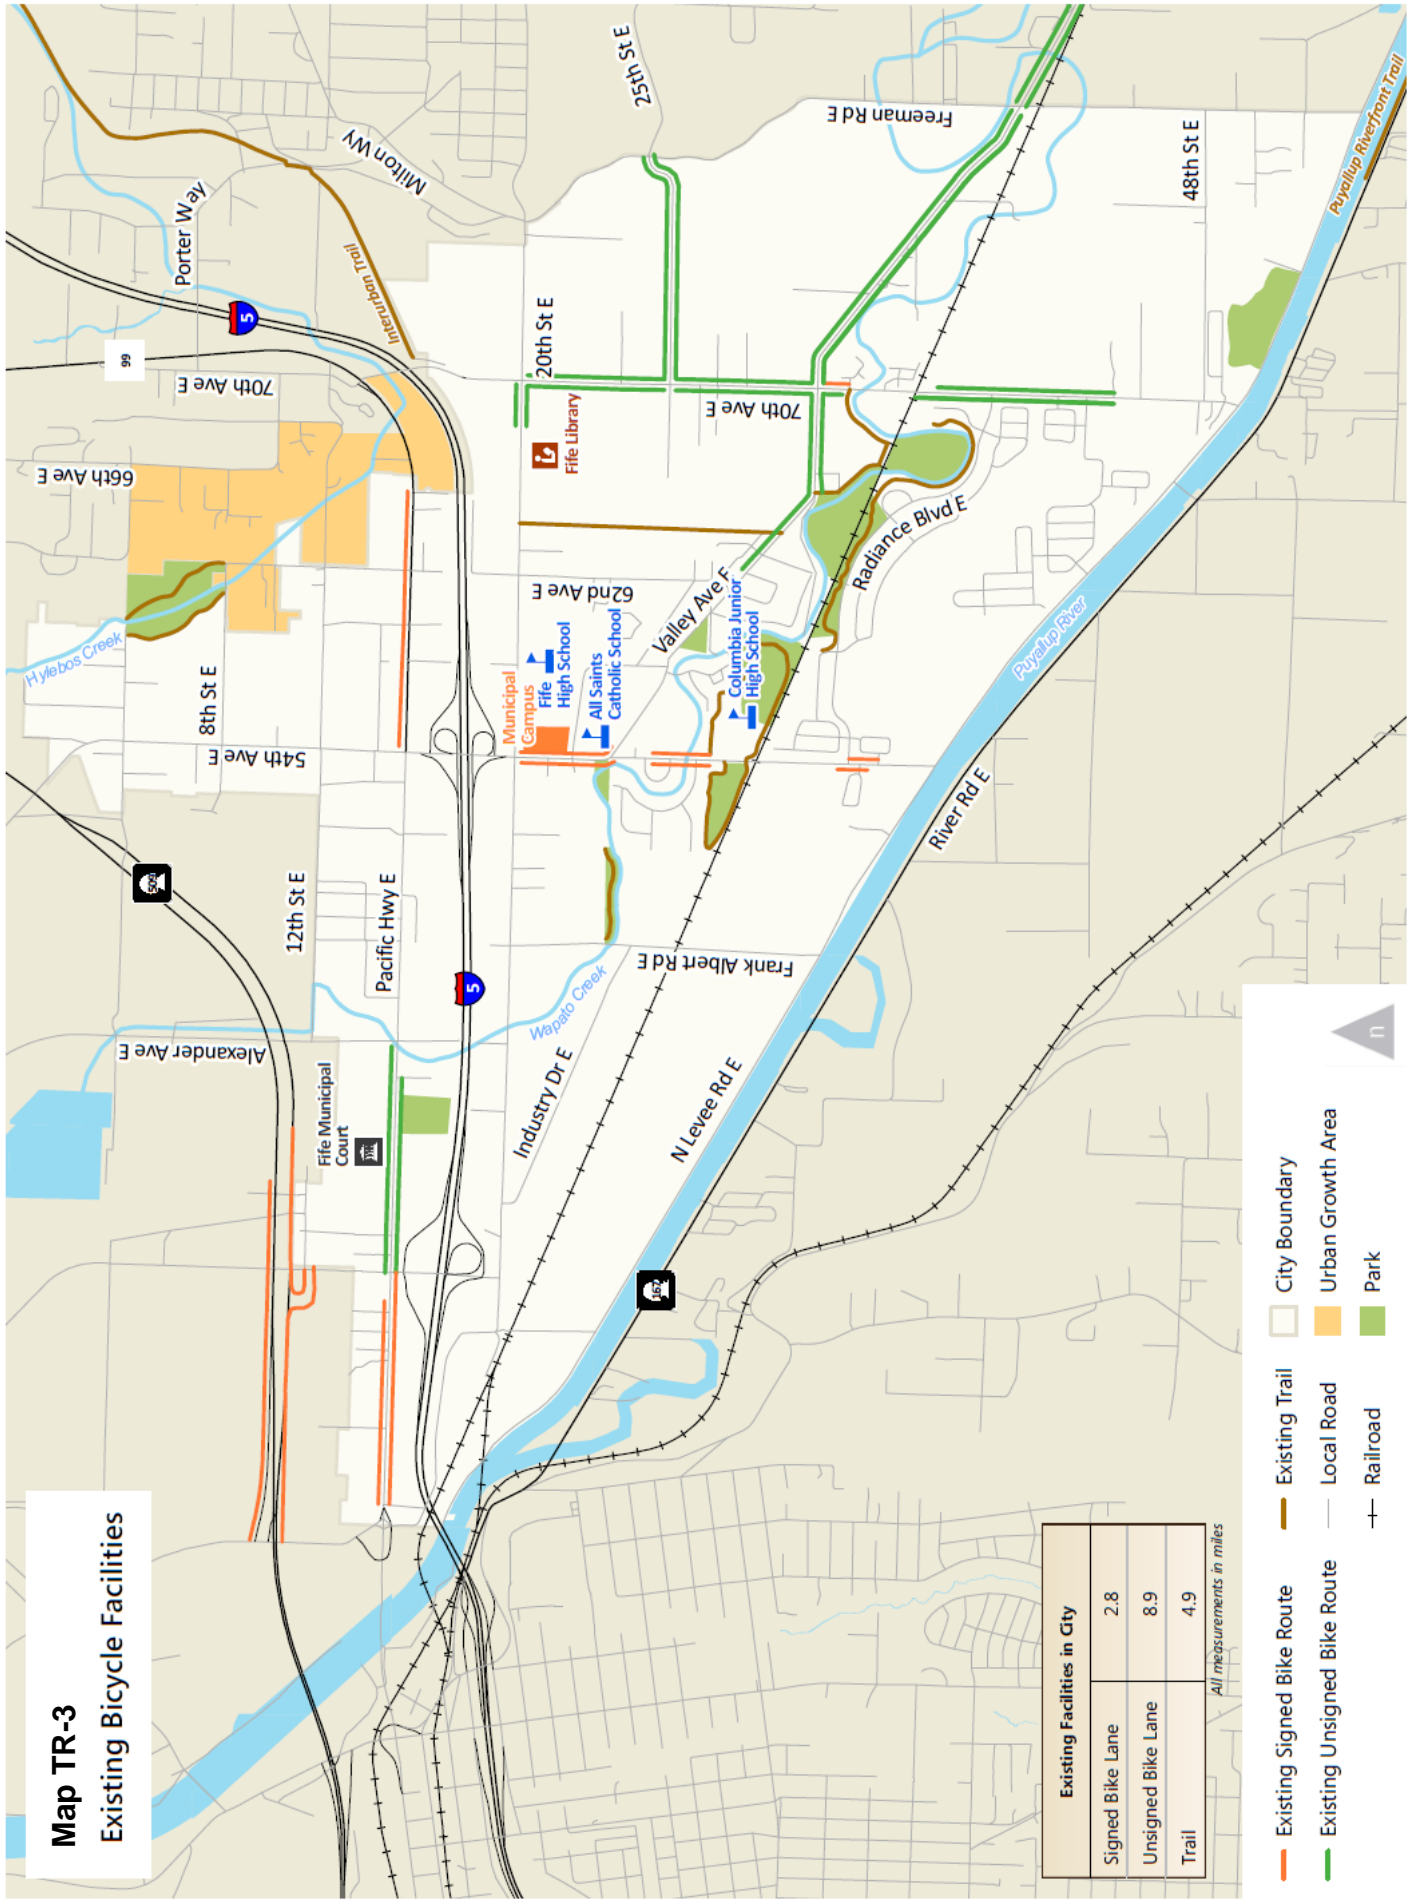 Map TR-3
Existing Bicycle Facilities
509
Hylebos Creek
8th St E
54th Ave E
66th Ave E
70th Ave E
99
5
Porter Way
Milton Wy
Interurban Trail
12th St E
Alexander Ave E
Pacific Hwy E
Fife Municipal
Court
5
Municipal
Campus
Fife
High School
All Saints
Catholic School
62nd Ave E
Fife Library
20th St E
25th St E
70th Ave E
Valley Ave E
Columbia Junior
High School
Radiance Blvd E
Freeman Rd E
48th St E
Wapato Creek
Industry Dr E
Frank Albert Rd E
N Levee Rd E
167
River Rd E
Puyallup River
Puyallup Riverfront Trail
Existing Facilities in City
Signed Bike Lane 2.8
Unsigned Bike Lane 8.9
Trail 4.9
All measurements in miles
Existing Signed Bike Route
Existing Unsigned Bike Route
Existing Trail
Local Road
Railroad
City Boundary
Urban Growth Area
Park
n